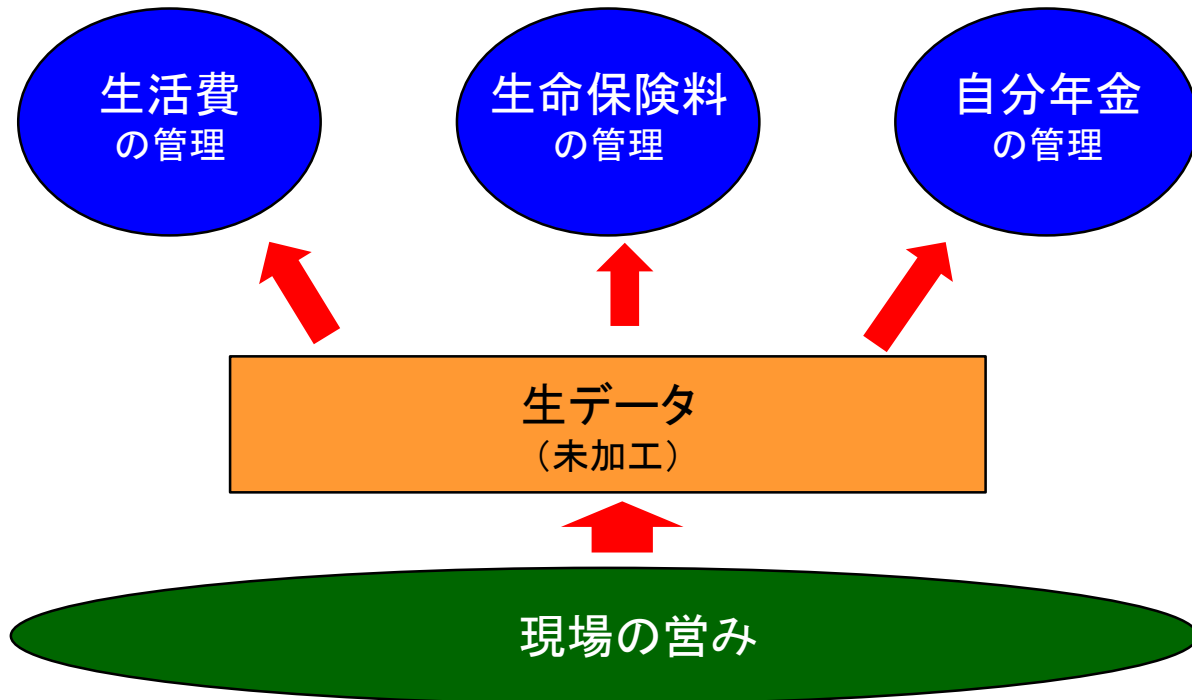 生活費
の管理
生命保険料
の管理
自分年金
の管理
生データ
（未加工）
現場の営み